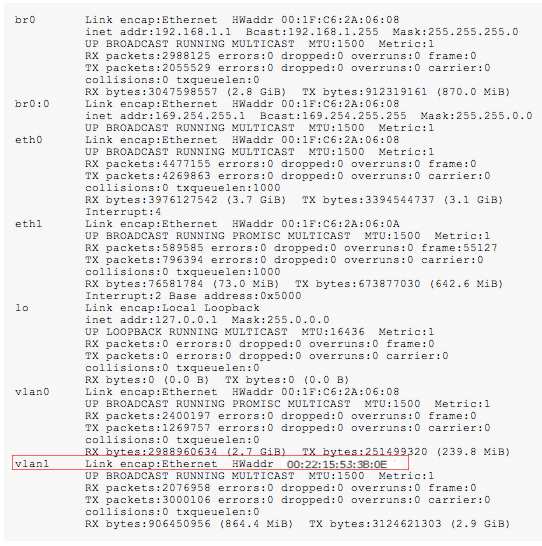 br0 Link encap:Ethernet HWaddr 00:1F:C6:2A:06:08
inet addr:192.168.1.1 Bcast:192.168.1.255 Mask:255.255.255.0
UP BROADCAST RUNNING MULTICAST MTU:1500 Metric:1
RX packets:2988125 errors:0 dropped:0 overruns:0 frame:0
TX packets:2055529 errors:0 dropped:0 overruns:0 carrier:0
collisions:0 txqueuelen:0
RX bytes:3047598557 (2.8 GiB) TX bytes:912319161 (870.0 MiB)
br0:0 Link encap:Ethernet HWaddr 00:1F:C6:2A:06:08
inet addr:169.254.255.1 Bcast:169.254.255.255 Mask:255.255.0.0
UP BROADCAST RUNNING MULTICAST MTU:1500 Metric:1
eth0 Link encap:Ethernet HWaddr 00:1F:C6:2A:06:08
UP BROADCAST RUNNING MULTICAST MTU:1500 Metric:1
RX packets:4477155 errors:0 dropped:0 overruns:0 frame:0
TX packets:4269863 errors:0 dropped:0 overruns:0 carrier:0
collisions:0 txqueuelen:1000
RX bytes:3976127542 (3.7 GiB) TX bytes:3394544737 (3.1 GiB)
Interrupt:4
eth1 Link encap:Ethernet HWaddr 00:1F:C6:2A:06:0A
UP BROADCAST RUNNING PROMISC MULTICAST MTU:1500 Metric:1
RX packets:589585 errors:0 dropped:0 overruns:0 frame:55127
TX packets:796394 errors:0 dropped:0 overruns:0 carrier:0
collisions:0 txqueuelen:1000
RX bytes:76581784 (73.0 MiB) TX bytes:673877030 (642.6 MiB)
Interrupt:2 Base address:0x5000
lo Link encap:Local Loopback
inet addr:127.0.0.1 Mask:255.0.0.0
UP LOOPBACK RUNNING MULTICAST MTU:16436 Metric:1
RX packets:0 errors:0 dropped:0 overruns:0 frame:0
TX packets:0 errors:0 dropped:0 overruns:0 carrier:0
collisions:0 txqueuelen:0
RX bytes:0 (0.0 B) TX bytes:0 (0.0 B)
vlan0 Link encap:Ethernet HWaddr 00:1F:C6:2A:06:08
UP BROADCAST RUNNING PROMISC MULTICAST MTU:1500 Metric:1
RX packets:2400197 errors:0 dropped:0 overruns:0 frame:0
TX packets:1269757 errors:0 dropped:0 overruns:0 carrier:0
collisions:0 txqueuelen:0
RX bytes:2988960634 (2.7 GiB) TX bytes:251499320 (239.8 MiB)
vlan1 Link encap:Ethernet HWaddr 00:22:15:53:3B:0E
UP BROADCAST RUNNING MULTICAST MTU:1500 Metric:1
RX packets:2076958 errors:0 dropped:0 overruns:0 frame:0
TX packets:3000106 errors:0 dropped:0 overruns:0 carrier:0
collisions:0 txqueuelen:0
RX bytes:906450956 (864.4 MiB) TX bytes:3124621303 (2.9 GiB)